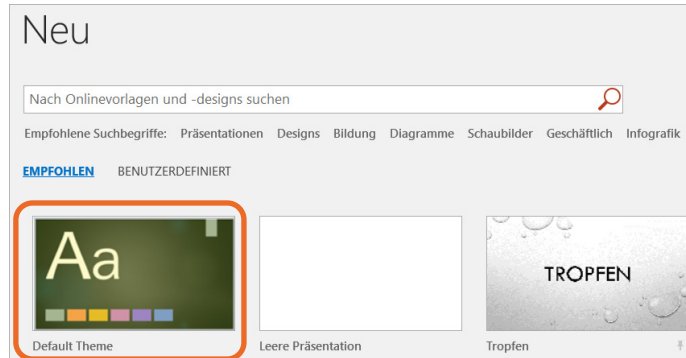 Neu
Nach Onlinevorlagen und -designs suchen
Empfohlene Suchbegriffe: Präsentationen Designs Bildung Diagramme Schaubilder Geschäftlich Infografik
EMPFOHLEN BENUTZERDEFINIERT
Aa
TROPFEN
Default Theme Leere Präsentation Tropfen